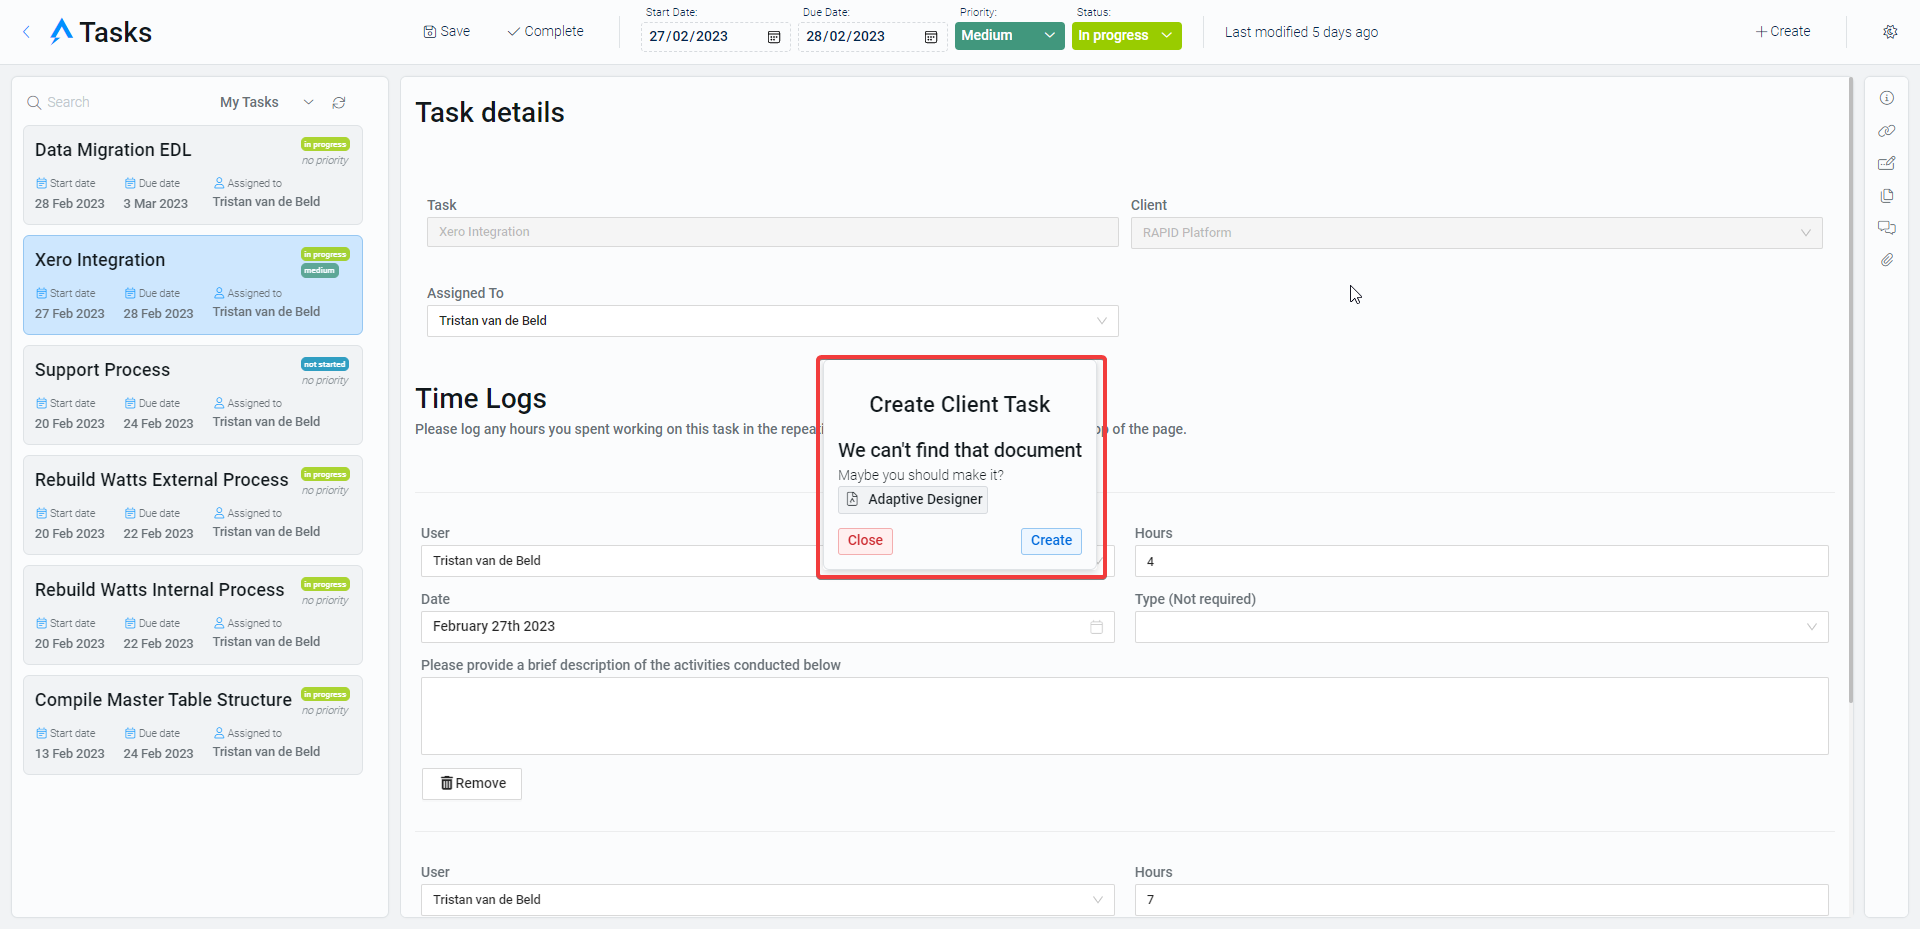 Tasks
Save
Complete
Start Date:
27/02/2023
Due Date:
28/02/2023
Priority:
Medium
Status:
In progress
Last modified 5 days ago
Create
Search
My Tasks
Data Migration EDL
in progress
no priority
Start date
Due date
Assigned to
28 Feb 2023
3 Mar 2023
Tristan van de Beld
Xero Integration
in progress
medium
Start date
Due date
Assigned to
27 Feb 2023
28 Feb 2023
Tristan van de Beld
Support Process
not started
no priority
Start date
Due date
Assigned to
20 Feb 2023
24 Feb 2023
Tristan van de Beld
Rebuild Watts External Process
in progress
no priority
Start date
Due date
Assigned to
20 Feb 2023
22 Feb 2023
Tristan van de Beld
Rebuild Watts Internal Process
in progress
no priority
Start date
Due date
Assigned to
20 Feb 2023
22 Feb 2023
Tristan van de Beld
Compile Master Table Structure
in progress
no priority
Start date
Due date
Assigned to
13 Feb 2023
24 Feb 2023
Tristan van de Beld
Task details
Task
Xero Integration
Client
RAPID Platform
Assigned To
Tristan van de Beld
Time Logs
Please log any hours you spent working on this task in the of the page.
Create Client Task
We can't find that document
Maybe you should make it?
Adaptive Designer
Close
Create
User
Tristan van de Beld
Hours
4
Date
February 27th 2023
Type (Not required)
Please provide a brief description of the activities conducted below
Remove
User
Tristan van de Beld
Hours
7